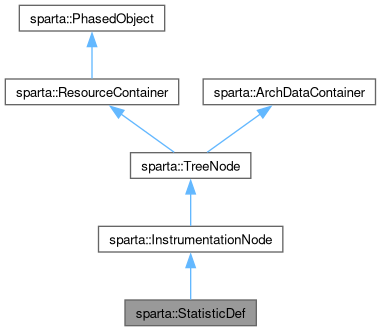 sparta::PhasedObject
sparta::ResourceContainer
sparta::ArchDataContainer
sparta::TreeNode
sparta::InstrumentationNode
sparta::StatisticDef